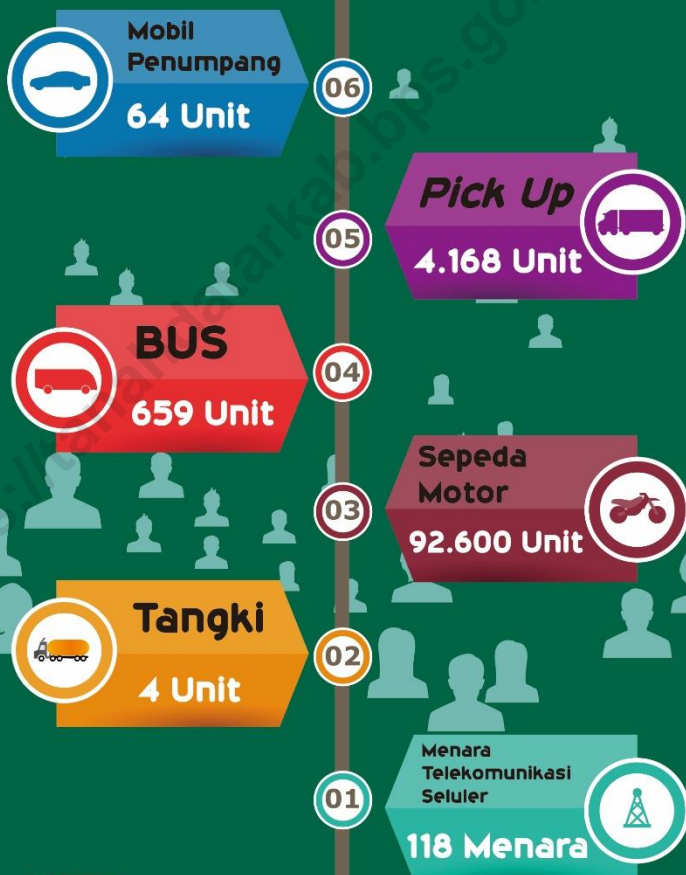 Mobil
Penumpang
64 Unit
06
Pick Up
4.168 Unit
05
BUS
659 Unit
04
Sepeda
Motor
92.600 Unit
03
Tangki
4 Unit
02
Menara
Telekomunikasi
Seluler
118 Menara
01